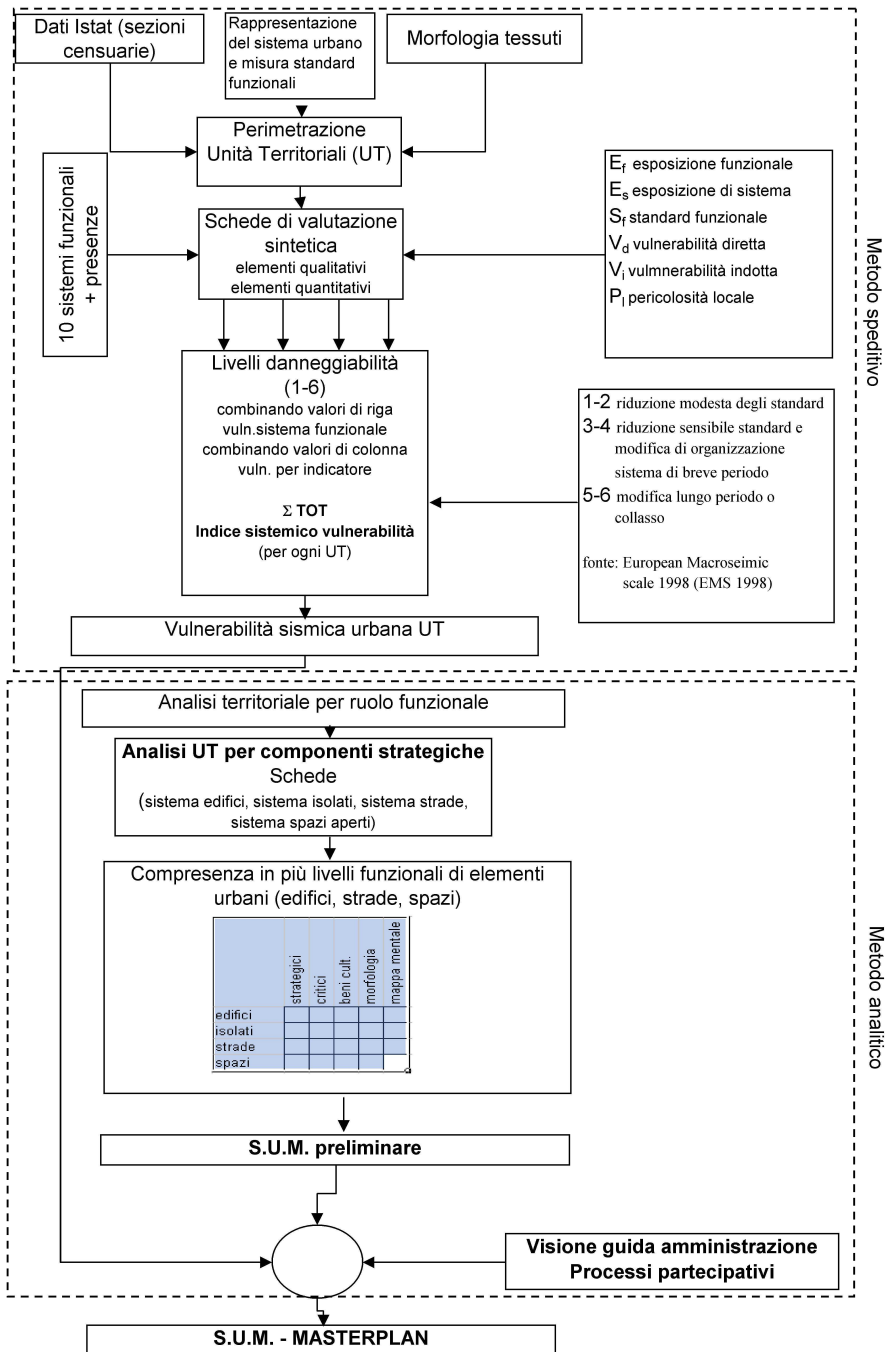 Dati Istat (sezioni
censuarie)
Rappresentazione
del sistema urbano
e misura standard
funzionali
Morfologia tessuti
Perimetrazione
Unità Territoriali (UT)
10 sistemi funzionali
+ presenze
Schede di valutazione
sintetica
elementi qualitativi
elementi quantitativi
Ef esposizione funzionale
Es esposizione di sistema
Sf standard funzionale
Vd vulnerabilità diretta
Vi vulmnerabilità indotta
Pl pericolosità locale
Metodo speditivo
Livelli danneggiabilità
(1-6)
combinando valori di riga
vuln.sistema funzionale
combinando valori di colonna
vuln. per indicatore
Σ TOT
Indice sistemico vulnerabilità
(per ogni UT)
1-2 riduzione modesta degli standard
3-4 riduzione sensibile standard e
modifica di organizzazione
sistema di breve periodo
5-6 modifica lungo periodo o
collasso
fonte: European Macroseimic
scale 1998 (EMS 1998)
Vulnerabilità sismica urbana UT
Analisi territoriale per ruolo funzionale
Analisi UT per componenti strategiche
Schede
(sistema edifici, sistema isolati, sistema strade,
sistema spazi aperti)
Compresenza in più livelli funzionali di elementi
urbani (edifici, strade, spazi)
strategici
critici
beni cult.
morfologia
mappa mentale
edifici
isolati
strade
spazi
Metodo analitico
S.U.M. preliminare
Visione guida amministrazione
Processi partecipativi
S.U.M. - MASTERPLAN